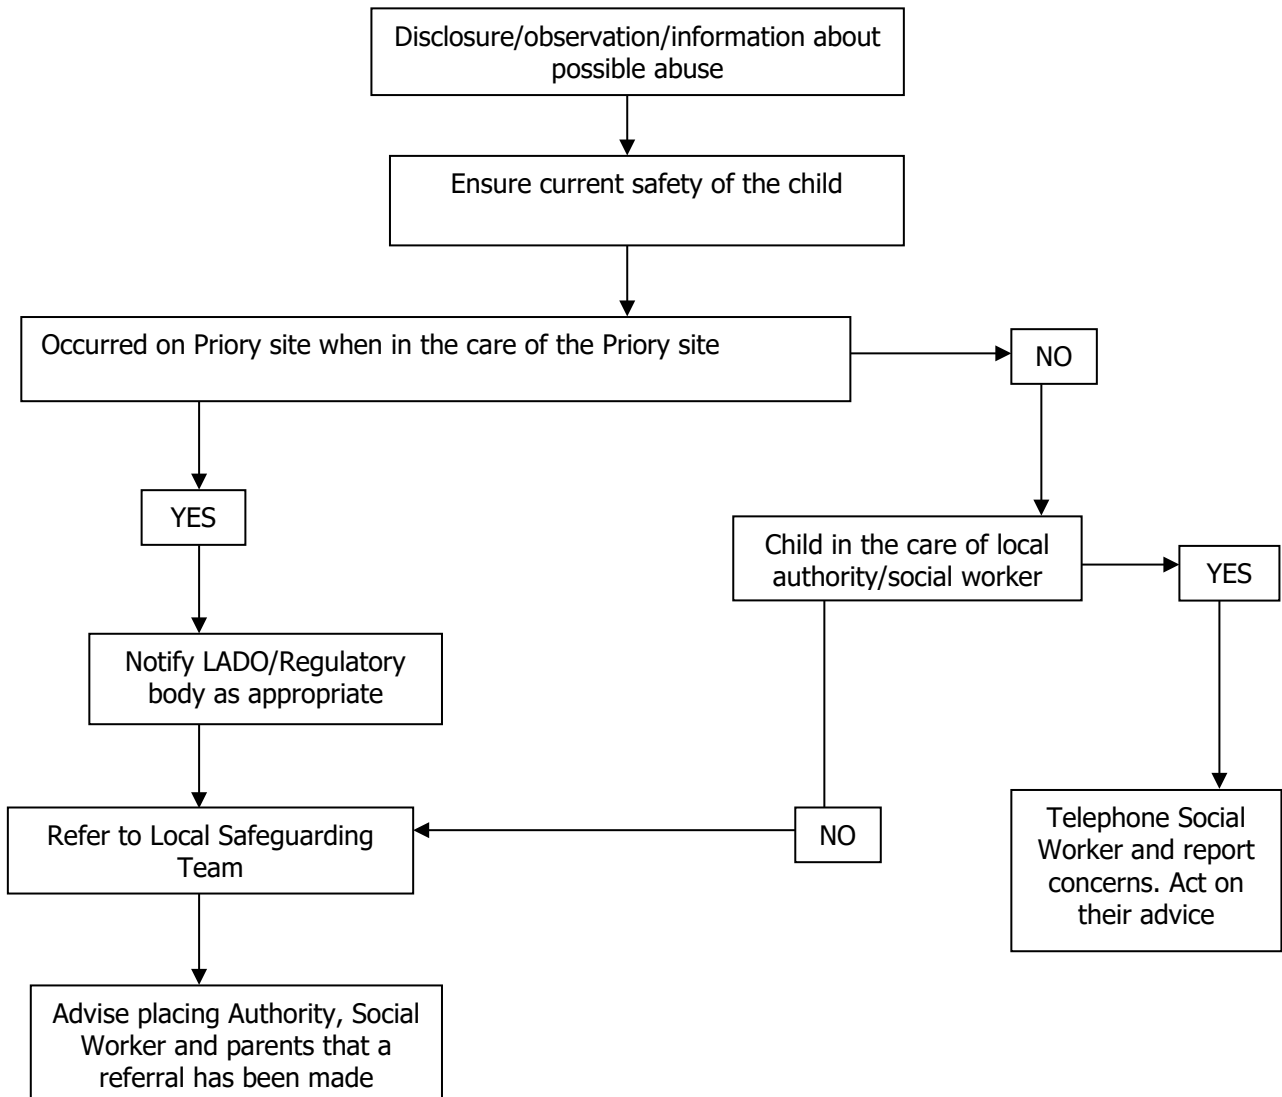 Disclosure/observation/information about
possible abuse
Ensure current safety of the child
Occurred on Priory site when in the care of the Priory site
NO
YES
Child in the care of local
authority/social worker
YES
Notify LADO/Regulatory
body as appropriate
Refer to Local Safeguarding
Team
NO
Telephone Social
Worker and report
concerns. Act on
their advice
Advise placing Authority, Social
Worker and parents that a
referral has been made